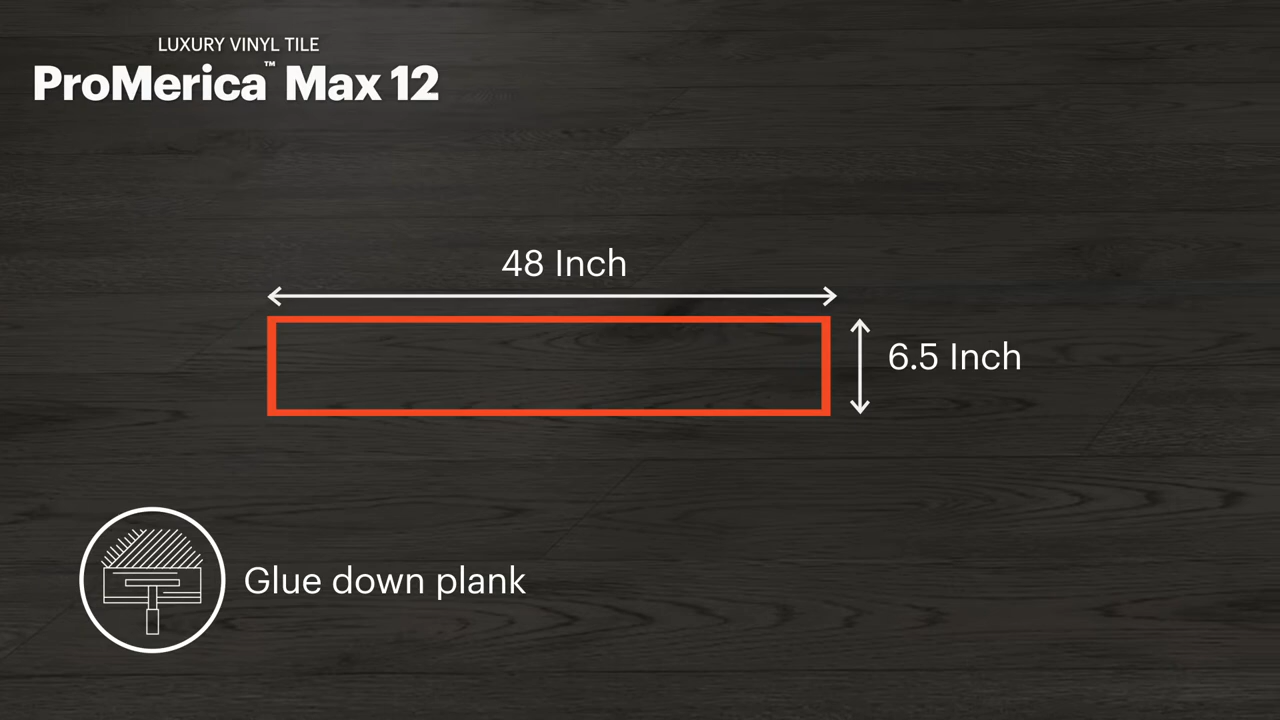 LUXURY VINYL TILE
ProMerica™ Max 12
48 Inch
6.5 Inch
Glue down plank